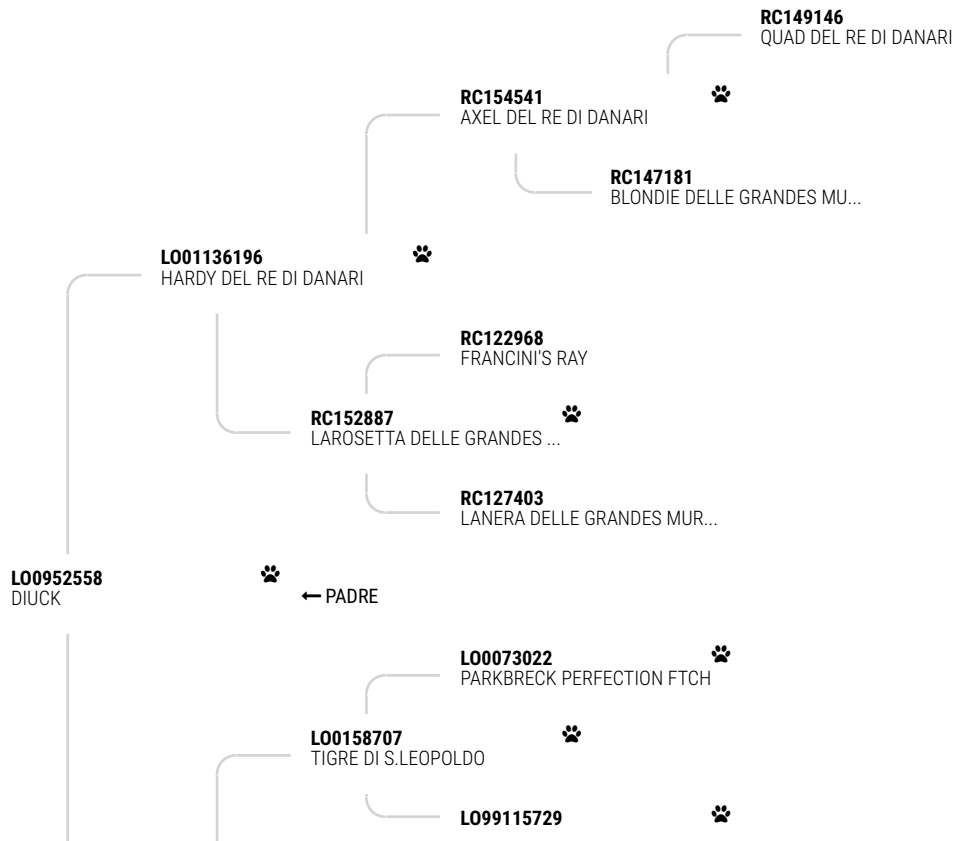 RC149146
QUAD DEL RE DI DANARI
RC154541
AXEL DEL RE DI DANARI
RC147181
BLONDIE DELLE GRANDES MU...
LO01136196
HARDY DEL RE DI DANARI
RC122968
FRANCINI'S RAY
RC152887
LAROSETTA DELLE GRANDES ...
RC127403
LANERA DELLE GRANDES MUR...
LO0952558
DIUCK
← PADRE
LO0073022
PARKBRECK PERFECTION FTCH
LO0158707
TIGRE DI S.LEOPOLDO
LO99115729